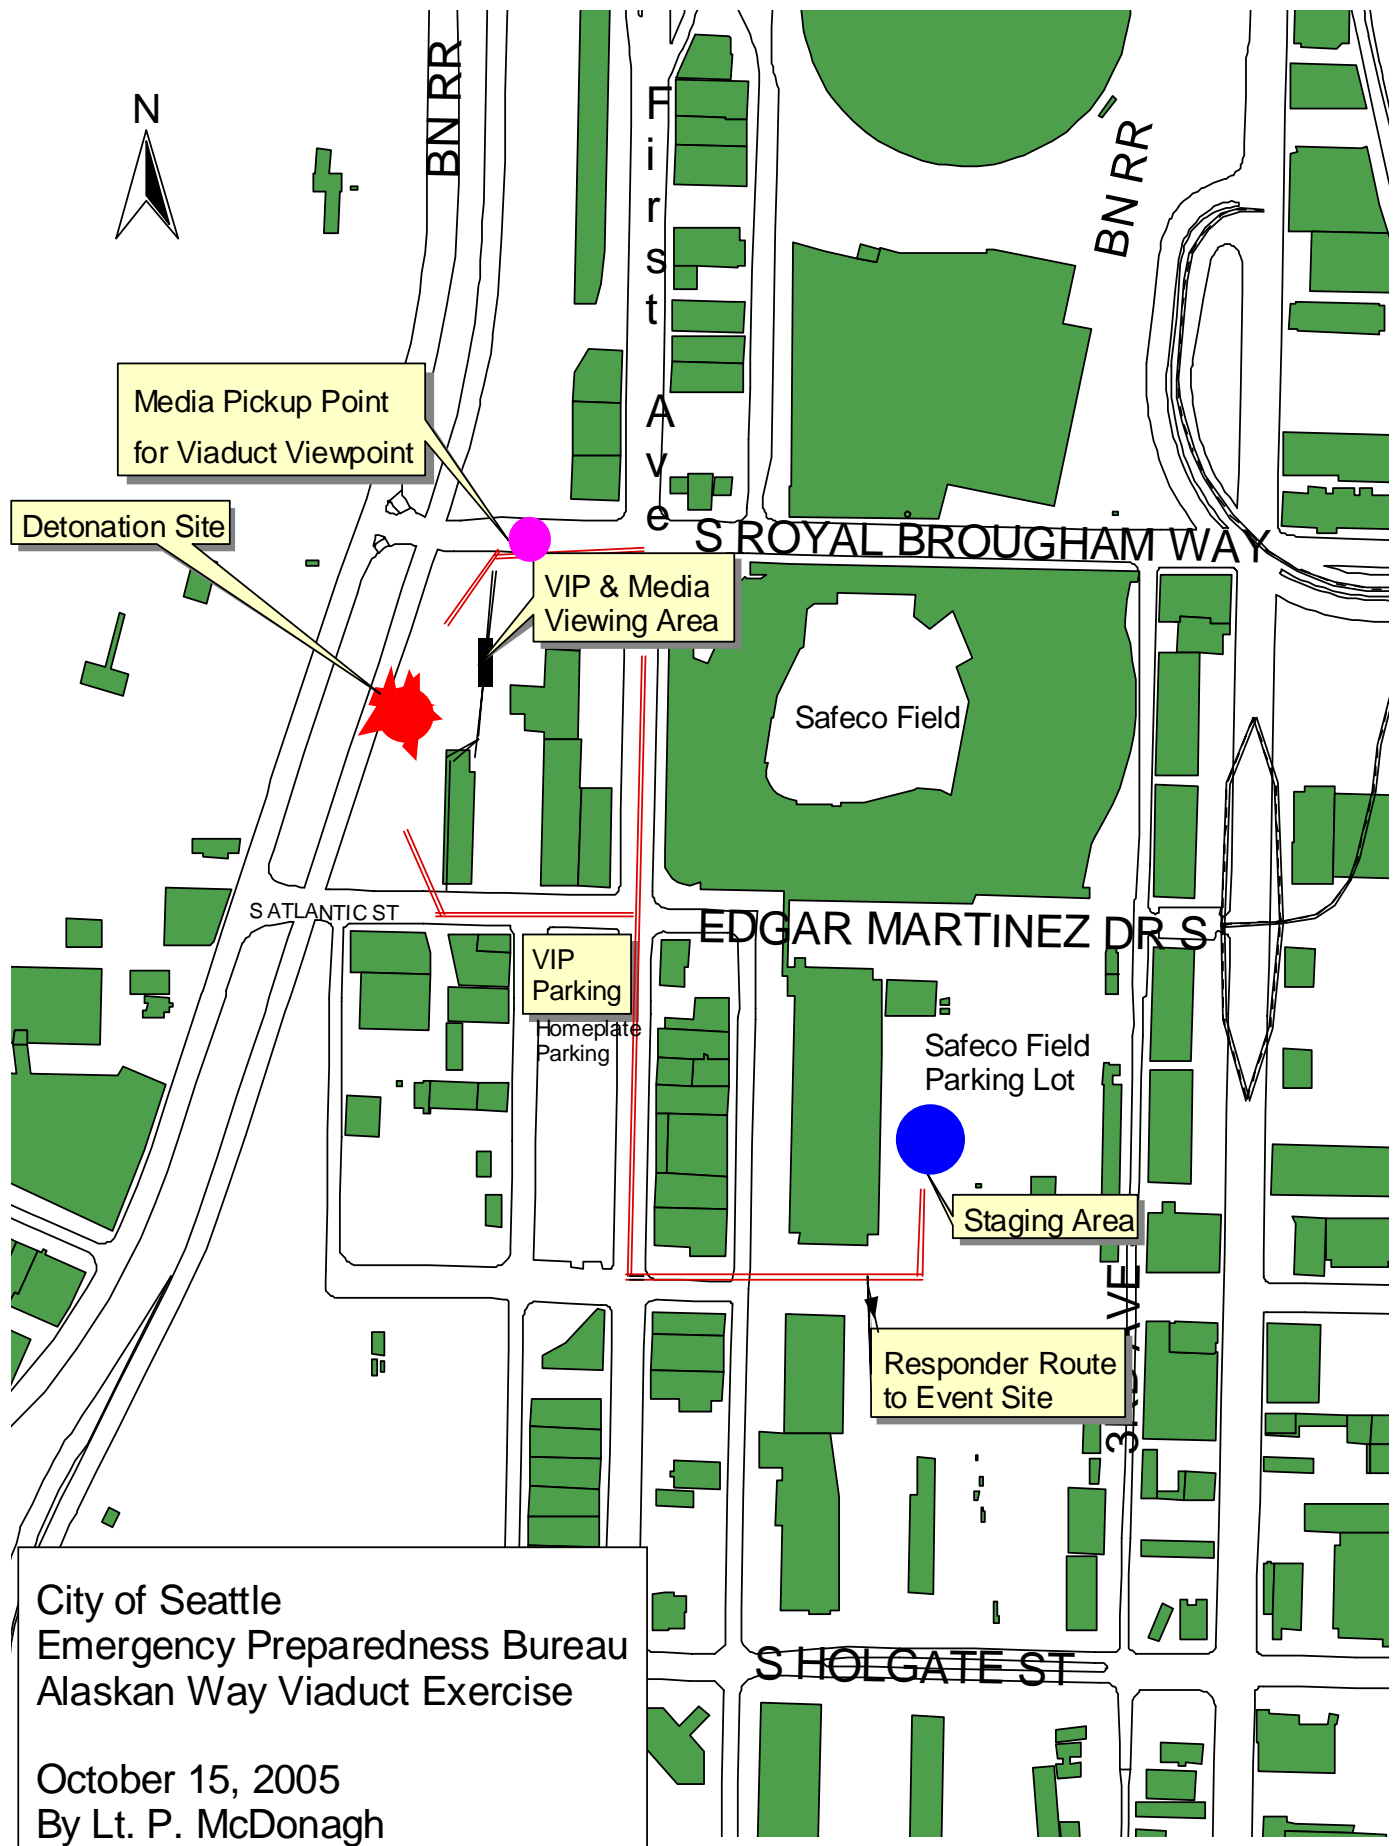 N
BN RR
First Ave
BN RR
Media Pickup Point
for Viaduct Viewpoint
Detonation Site
S ROYAL BROUGHAM WAY
VIP & Media
Viewing Area
Safeco Field
S ATLANTIC ST
EDGAR MARTINEZ DR S
VIP
Parking
Homeplate
Parking
Safeco Field
Parking Lot
Staging Area
AVE
Responder Route
to Event Site
S HOLGATE ST
City of Seattle
Emergency Preparedness Bureau
Alaskan Way Viaduct Exercise
October 15, 2005
By Lt. P. McDonagh